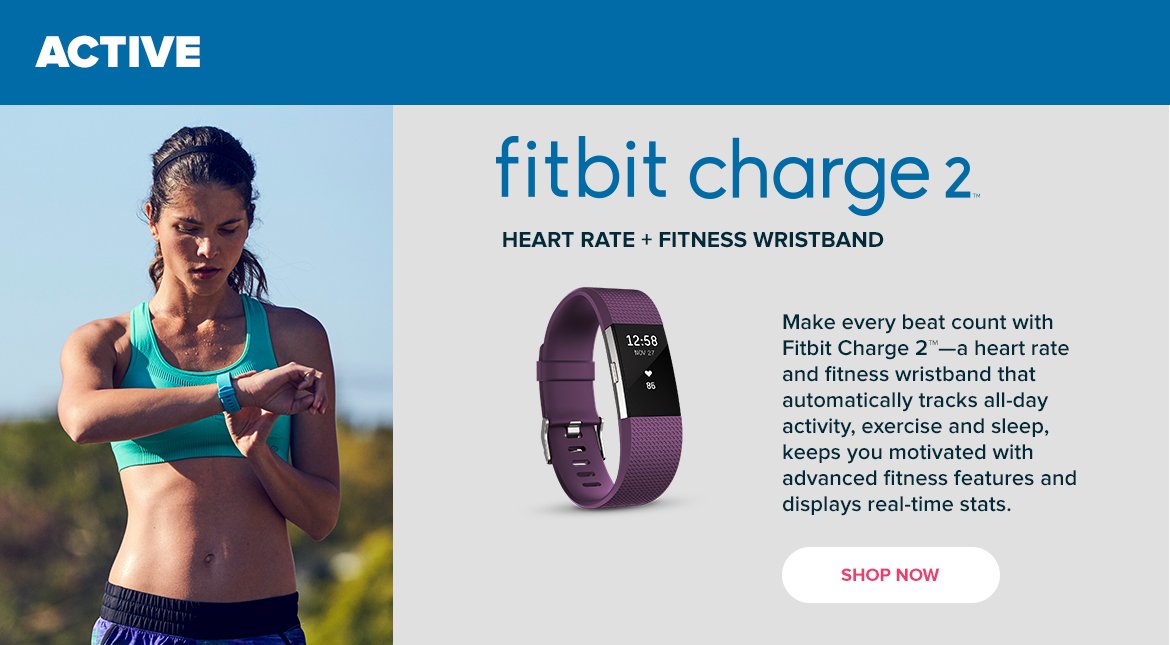 ACTIVE
fitbit charge 2™
HEART RATE + FITNESS WRISTBAND
12:58
NOV 27
86
Make every beat count with
Fitbit Charge 2™—a heart rate
and fitness wristband that
automatically tracks all-day
activity, exercise and sleep,
keeps you motivated with
advanced fitness features and
displays real-time stats.
SHOP NOW